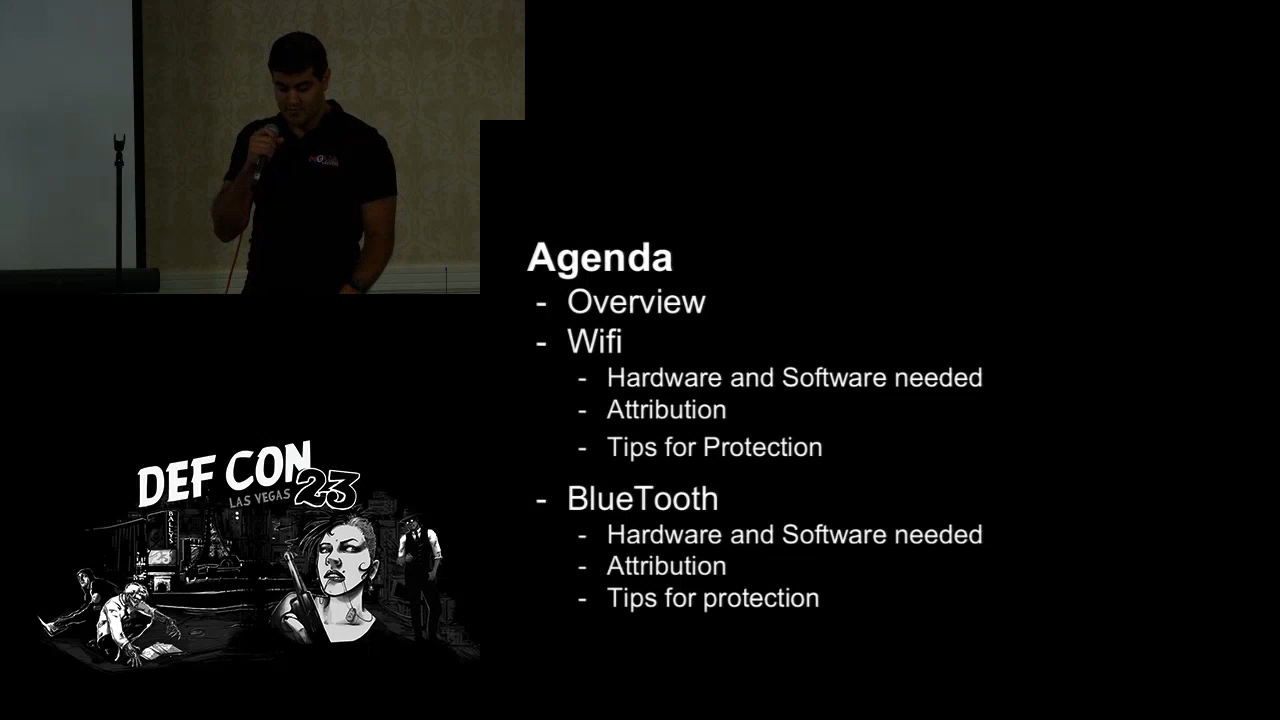 Agenda
- Overview
- Wifi
- Hardware and Software needed
- Attribution
- Tips for Protection
- BlueTooth
- Hardware and Software needed
- Attribution
- Tips for protection
DEF CON
LAS VEGAS 23
BALLY'S